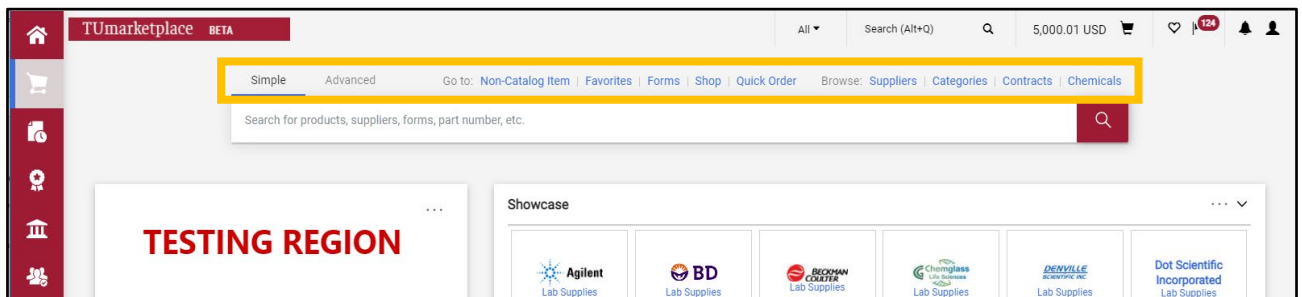 TUmarketplace BETA
All Search (Alt+Q) 5,000.01 USD 124
Simple Advanced Go to: Non-Catalog Item | Favorites | Forms | Shop | Quick Order Browse: Suppliers | Categories | Contracts | Chemicals
Search for products, suppliers, forms, part number, etc.
TESTING REGION
...
Showcase
...
Agilent
Lab Supplies
BD
Lab Supplies
BECKMAN
COULTER
Lab Supplies
Chemglass
Life Sciences
Lab Supplies
DENVILLE
SCIENTIFIC INC.
Lab Supplies
Dot Scientific
Incorporated
Lab Supplies